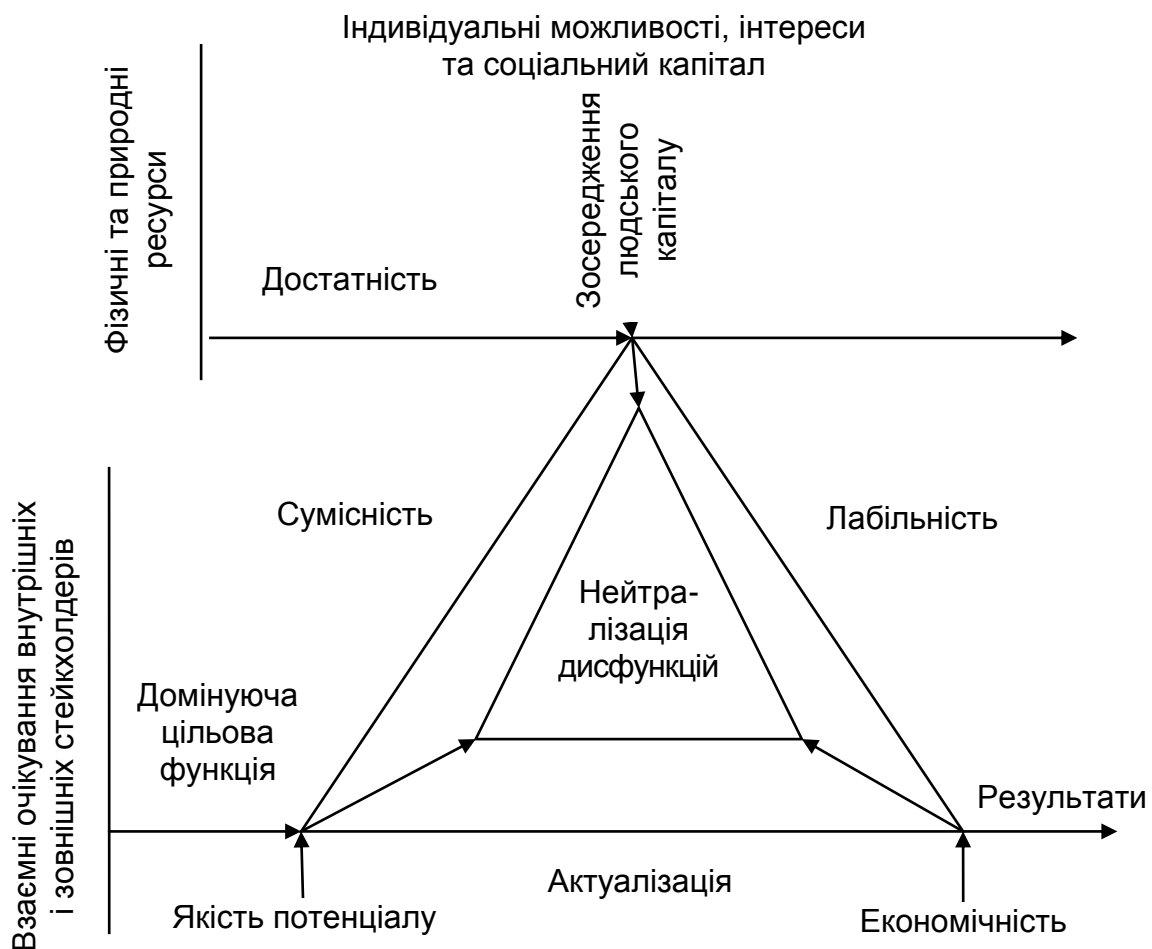 Індивідуальні можливості, інтереси
та соціальний капітал
Фізичні та природні
ресурси
Зосередження
людського
капіталу
Достатність
Сумісність
Лабільність
Нейтра-
лізація
дисфункцій
Взаємні очікування внутрішніх
і зовнішніх стейкхолдерів
Домінуюча
цільова
функція
Результати
Актуалізація
Якість потенціалу
Економічність